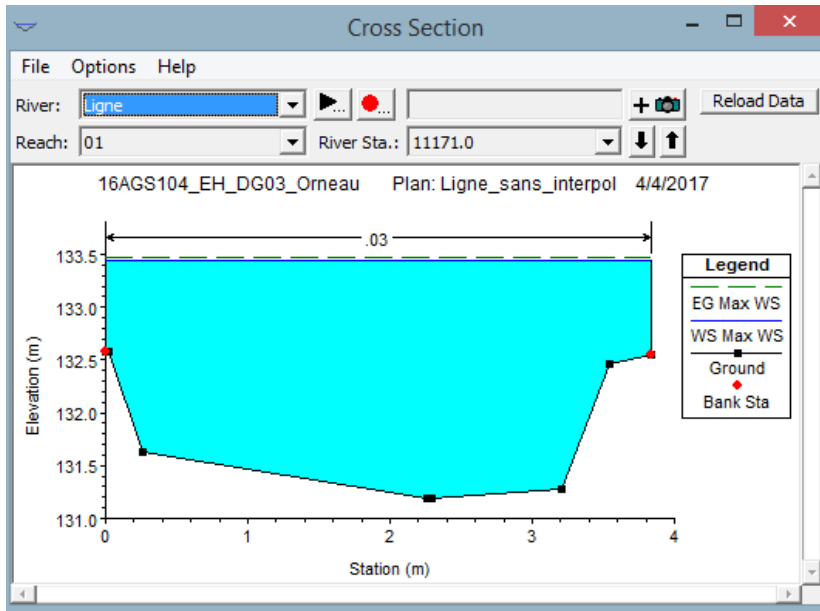 Cross Section
File Options Help
River: Ligne ... ... Reload Data
Reach: 01 River Sta.: 11171.0
16AGS104_EH_DG03_Orneau Plan: Ligne_sans_interpol 4/4/2017
.03
133.5
133.0
132.5
132.0
131.5
131.0
0 1 2 3 4
Elevation (m)
Station (m)
Legend
EG Max WS
WS Max WS
Ground
Bank Sta